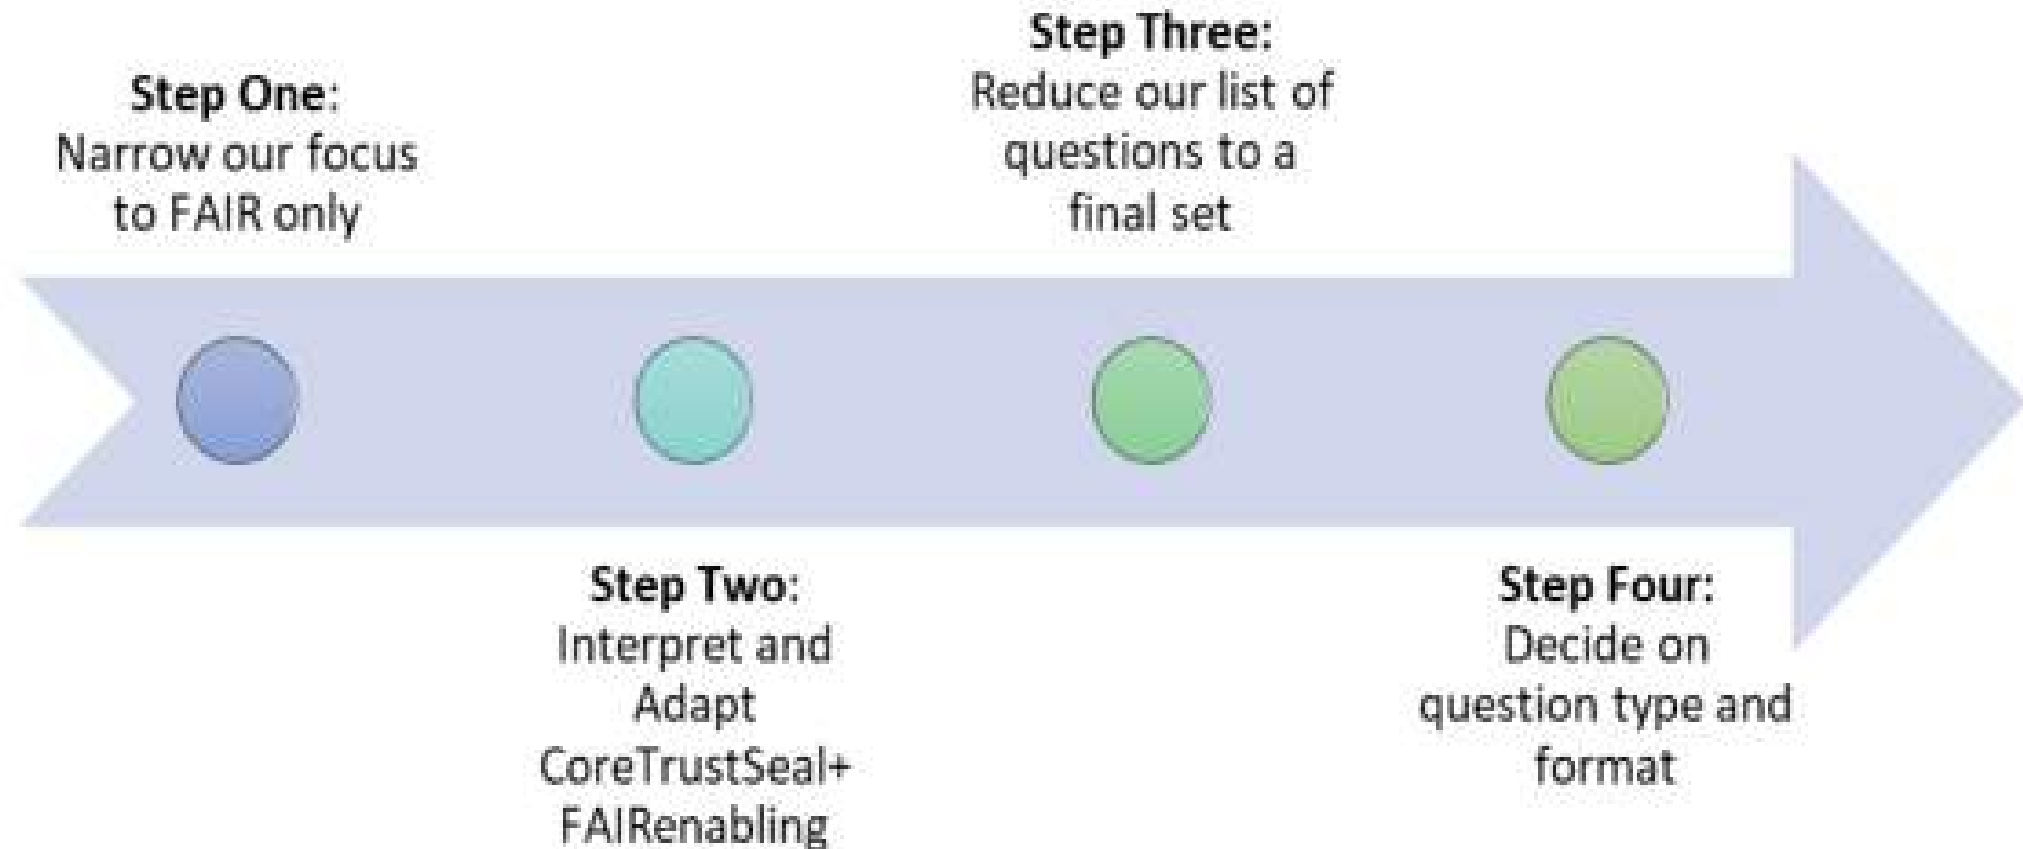 Step One:
Narrow our focus
to FAIR only
Step Two:
Interpret and
Adapt
CoreTrustSeal+
FAIRenabling
Step Three:
Reduce our list of
questions to a
final set
Step Four:
Decide on
question type and
format